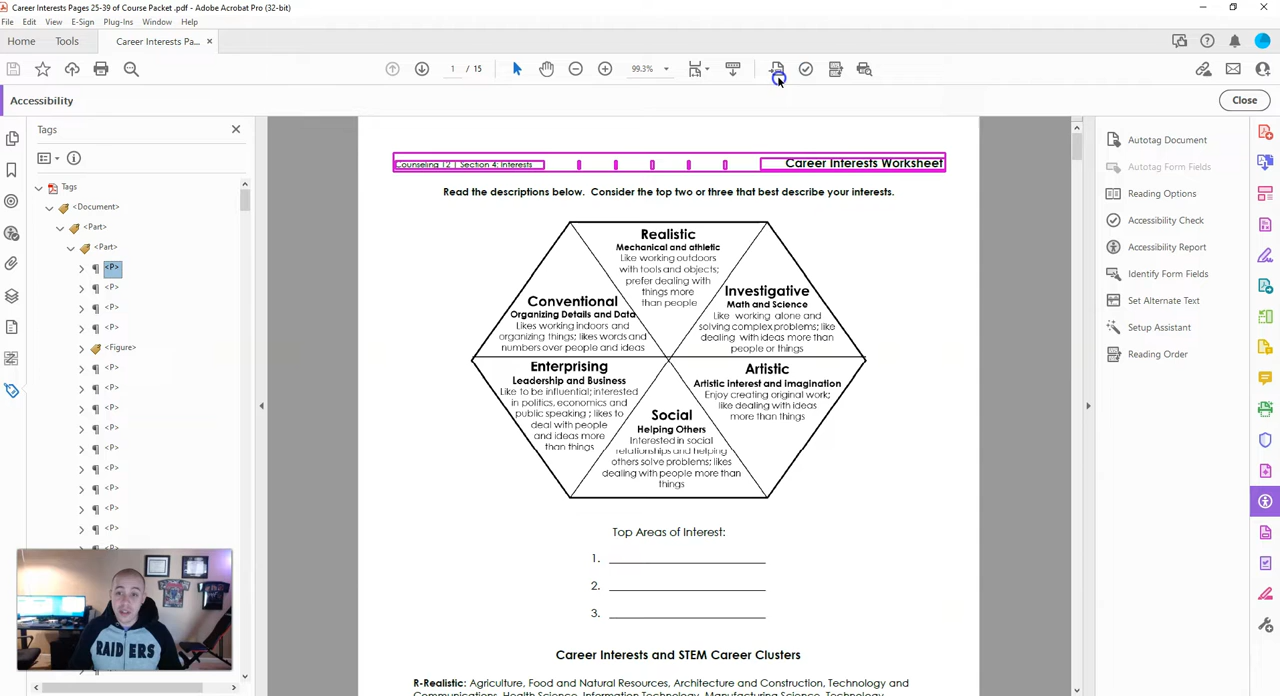 Career Interests Pages 25-39 of Course Packet .pdf - Adobe Acrobat Pro (32-bit)
File Edit View E-Sign Plug-Ins Window Help
Home Tools Career Interests Pa... ×
1 / 15 99.3%
Accessibility
Close
Tags
Tags
<Document>
<Part>
<Part>
<P>
<P>
<P>
<P>
<Figure>
<P>
<P>
<P>
<P>
<P>
<P>
<P>
<P>
<P>
Counseling 12 | Section 4: Interests
Career Interests Worksheet
Read the descriptions below. Consider the top two or three that best describe your interests.
Realistic
Mechanical and athletic
Like working outdoors
with tools and objects;
prefer dealing with
things more
than people
Investigative
Math and Science
Like working alone and
solving complex problems; like
dealing with ideas more than
people or things
Conventional
Organizing Details and Data
Likes working indoors and
organizing things; likes words and
numbers over people and ideas
Enterprising
Leadership and Business
Like to be influential; interested
in politics, economics and
public speaking ; likes to
deal with people
and ideas more
than things
Artistic
Artistic interest and imagination
Enjoy creating original work;
like dealing with ideas
more than things
Social
Helping Others
Interested in social
relationships and helping
others solve problems; likes
dealing with people more than
things
Top Areas of Interest:
1.
2.
3.
Career Interests and STEM Career Clusters
R-Realistic: Agriculture, Food and Natural Resources, Architecture and Construction, Technology and
Communications, Health Science, Information Technology, Manufacturing Science, Technology,
Autotag Document
Autotag Form Fields
Reading Options
Accessibility Check
Accessibility Report
Identify Form Fields
Set Alternate Text
Setup Assistant
Reading Order
RAIDERS